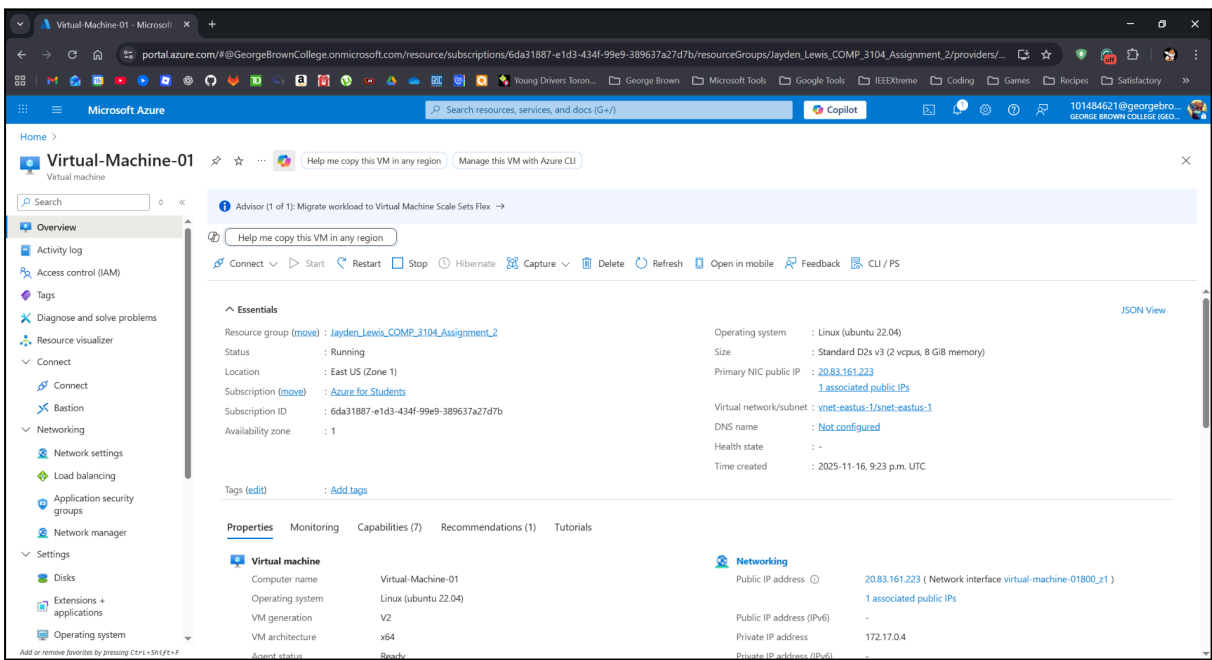 Virtual-Machine-01 - Microsoft
portal.azure.com/#@GeorgeBrownCollege.onmicrosoft.com/resource/subscriptions/6da31887-e1d3-434f-99e9-389637a27d7b/resourceGroups/Jayden_Lewis_COMP_3104_Assignment_2/providers/...
Young Drivers Toron... George Brown Microsoft Tools Google Tools IEEEXtreme Coding Games Recipes Satisfactory
Microsoft Azure
Search resources, services, and docs (G+/)
Copilot
101484621@georgebro...
GEORGE BROWN COLLEGE (GEO...
Home >
Virtual-Machine-01
Virtual machine
Help me copy this VM in any region
Manage this VM with Azure CLI
Search
Overview
Activity log
Access control (IAM)
Tags
Diagnose and solve problems
Resource visualizer
Connect
Connect
Bastion
Networking
Network settings
Load balancing
Application security
groups
Network manager
Settings
Disks
Extensions +
applications
Operating system
Add or remove favorites by pressing Ctrl+Shift+F
Advisor (1 of 1): Migrate workload to Virtual Machine Scale Sets Flex →
Help me copy this VM in any region
Connect Start Restart Stop Hibernate Capture Delete Refresh Open in mobile Feedback CLI / PS
Essentials
JSON View
Resource group (move) : Jayden_Lewis_COMP_3104_Assignment_2
Status : Running
Location : East US (Zone 1)
Subscription (move) : Azure for Students
Subscription ID : 6da31887-e1d3-434f-99e9-389637a27d7b
Availability zone : 1
Operating system : Linux (ubuntu 22.04)
Size : Standard D2s v3 (2 vcpus, 8 GiB memory)
Primary NIC public IP : 20.83.161.223
1 associated public IPs
Virtual network/subnet : vnet-eastus-1/snet-eastus-1
DNS name : Not configured
Health state : -
Time created : 2025-11-16, 9:23 p.m. UTC
Tags (edit) : Add tags
Properties Monitoring Capabilities (7) Recommendations (1) Tutorials
Virtual machine
Computer name Virtual-Machine-01
Operating system Linux (ubuntu 22.04)
VM generation V2
VM architecture x64
Agent status Ready
Networking
Public IP address 20.83.161.223 ( Network interface virtual-machine-01800_z1 )
1 associated public IPs
Public IP address (IPv6) -
Private IP address 172.17.0.4
Private IP address (IPv6) -